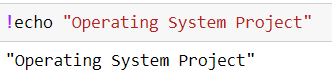 !echo "Operating System Project"
"Operating System Project"